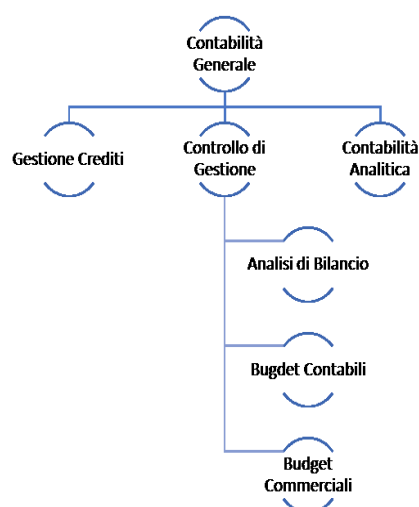 Contabilità
Generale
Gestione Crediti
Controllo di
Gestione
Contabilità
Analitica
Analisi di Bilancio
Bugdet Contabili
Budget
Commerciali